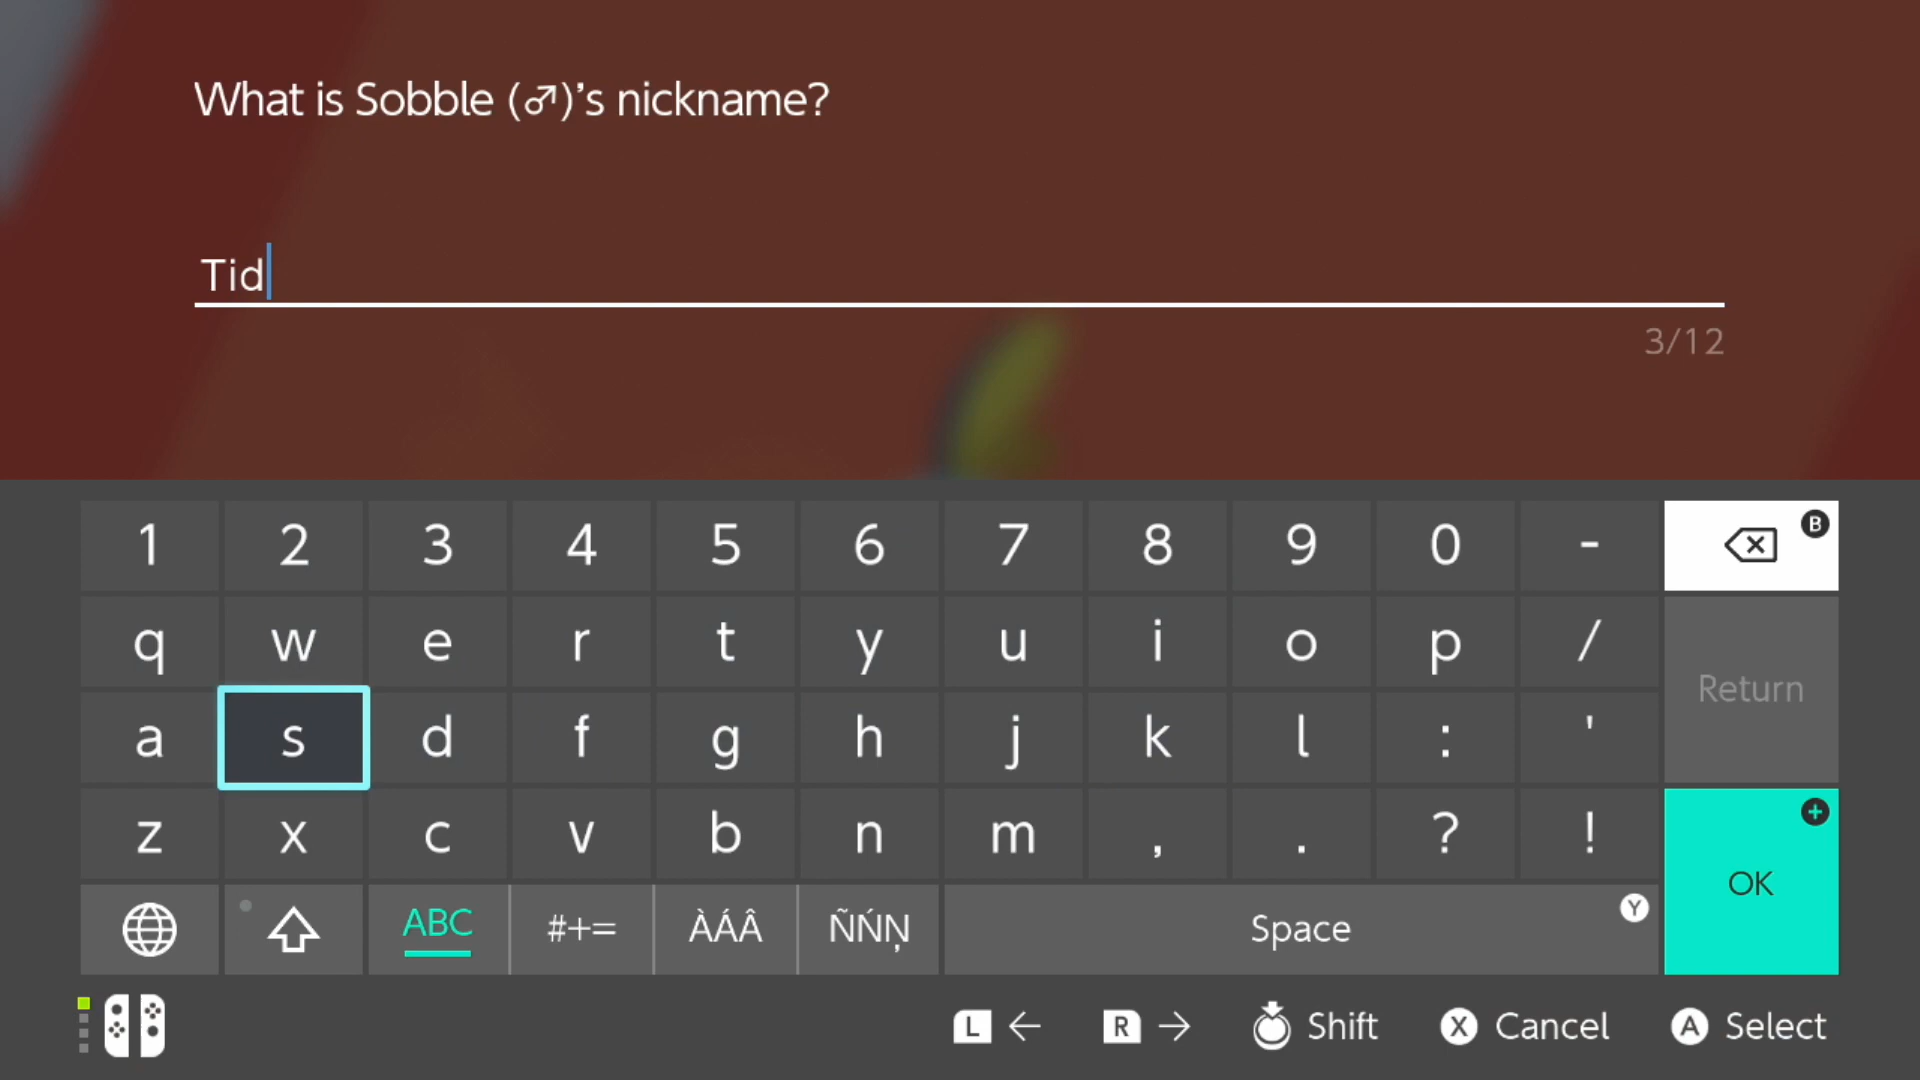 What is Sobble (♂)'s nickname?
Tid
3/12
1 2 3 4 5 6 7 8 9 0 - B
q w e r t y u i o p /
Return
a s d f g h j k l : '
z x c v b n m , . ? ! +
OK
ABC #+= ÀÁÂ ÑŃŅ Space Y
L ← R → Shift X Cancel A Select